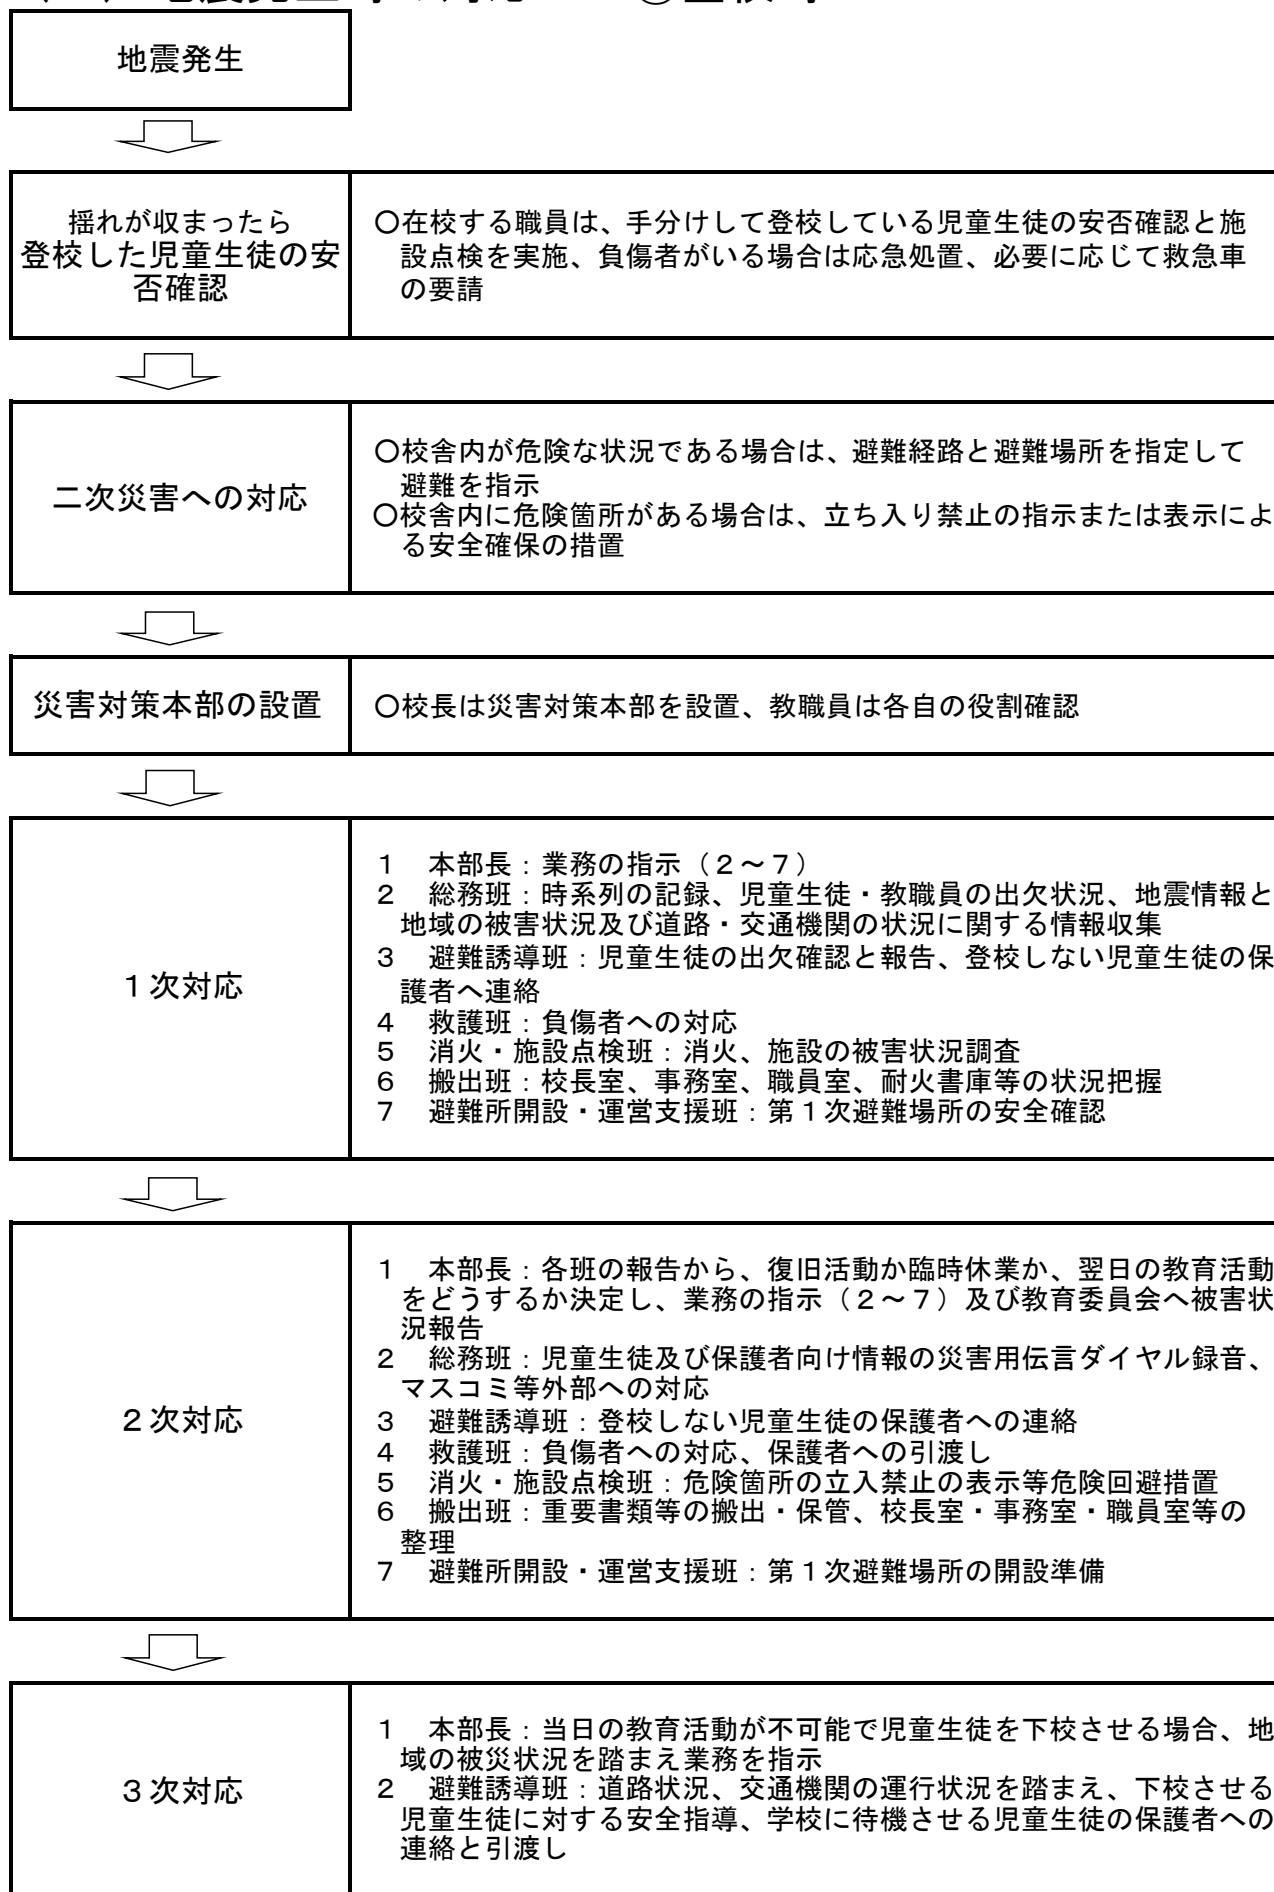 地震発生
揺れが収まったら
登校した児童生徒の安
否確認
〇在校する職員は、手分けして登校している児童生徒の安否確認と施
設点検を実施、負傷者がいる場合は応急処置、必要に応じて救急車
の要請
二次災害への対応
〇校舎内が危険な状況である場合は、避難経路と避難場所を指定して
避難を指示
〇校舎内に危険箇所がある場合は、立ち入り禁止の指示または表示によ
る安全確保の措置
災害対策本部の設置
〇校長は災害対策本部を設置、教職員は各自の役割確認
１次対応
１　本部長：業務の指示（２～７）
２　総務班：時系列の記録、児童生徒・教職員の出欠状況、地震情報と
地域の被害状況及び道路・交通機関の状況に関する情報収集
３　避難誘導班：児童生徒の出欠確認と報告、登校しない児童生徒の保
護者へ連絡
４　救護班：負傷者への対応
５　消火・施設点検班：消火、施設の被害状況調査
６　搬出班：校長室、事務室、職員室、耐火書庫等の状況把握
７　避難所開設・運営支援班：第１次避難場所の安全確認
２次対応
１　本部長：各班の報告から、復旧活動か臨時休業か、翌日の教育活動
をどうするか決定し、業務の指示（２～７）及び教育委員会へ被害状
況報告
２　総務班：児童生徒及び保護者向け情報の災害用伝言ダイヤル録音、
マスコミ等外部への対応
３　避難誘導班：登校しない児童生徒の保護者への連絡
４　救護班：負傷者への対応、保護者への引渡し
５　消火・施設点検班：危険箇所の立入禁止の表示等危険回避措置
６　搬出班：重要書類等の搬出・保管、校長室・事務室・職員室等の
整理
７　避難所開設・運営支援班：第１次避難場所の開設準備
３次対応
１　本部長：当日の教育活動が不可能で児童生徒を下校させる場合、地
域の被災状況を踏まえ業務を指示
２　避難誘導班：道路状況、交通機関の運行状況を踏まえ、下校させる
児童生徒に対する安全指導、学校に待機させる児童生徒の保護者への
連絡と引渡し